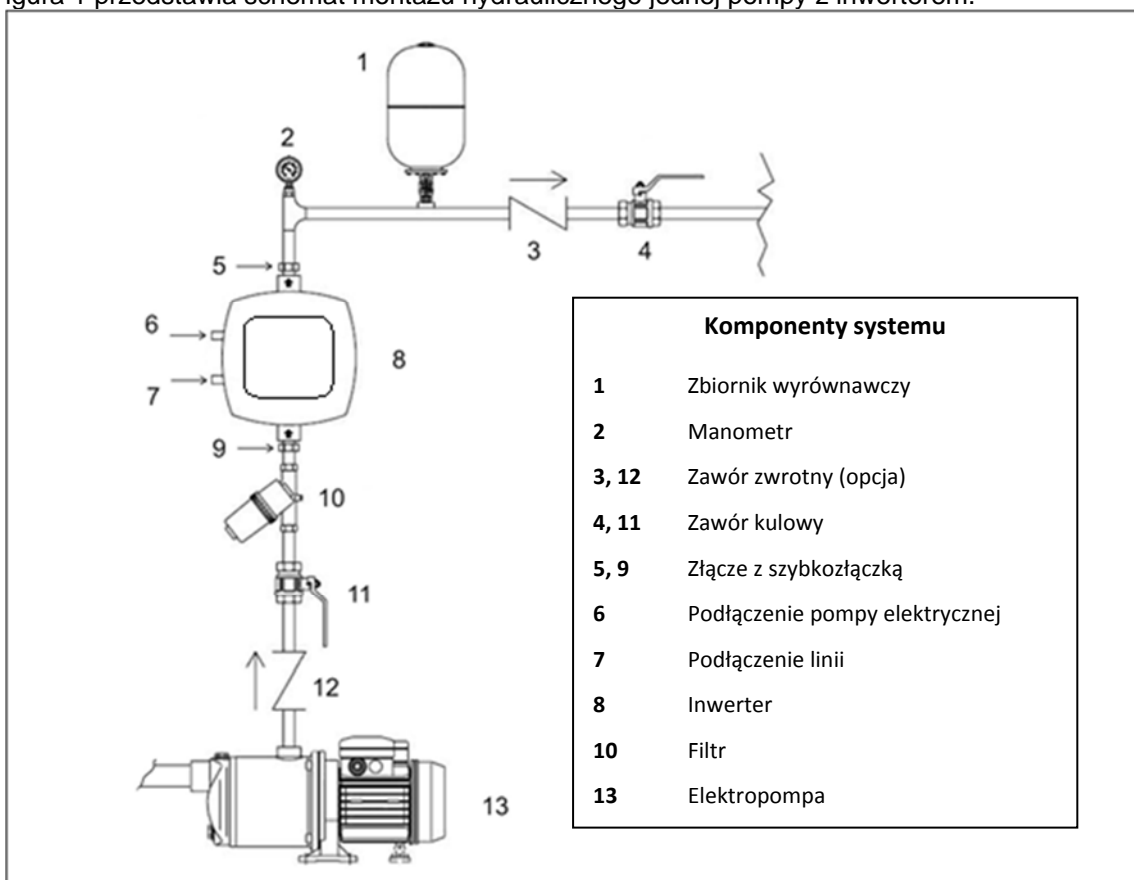 igura 1 przedstawia schemat montażu hydraulicznego jednej pompy z inwerterem.
1
2
3
4
5
6
7
8
9
10
11
12
13
Komponenty systemu
1 Zbiornik wyrównawczy
2 Manometr
3, 12 Zawór zwrotny (opcja)
4, 11 Zawór kulowy
5, 9 Złącze z szybkozłączką
6 Podłączenie pompy elektrycznej
7 Podłączenie linii
8 Inwerter
10 Filtr
13 Elektropompa